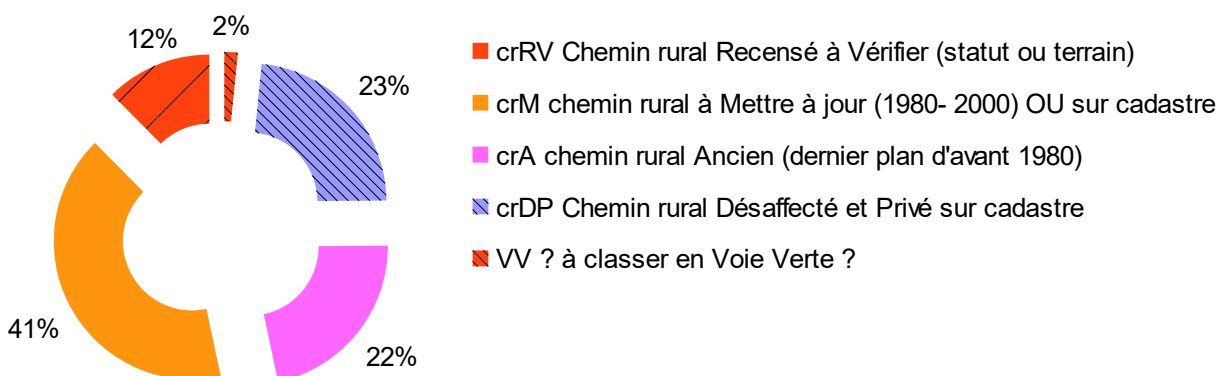 2%
12%
23%
41%
22%
crRV Chemin rural Recensé à Vérifier (statut ou terrain)
crM chemin rural à Mettre à jour (1980- 2000) OU sur cadastre
crA chemin rural Ancien (dernier plan d'avant 1980)
crDP Chemin rural Désaffecté et Privé sur cadastre
VV ? à classer en Voie Verte ?